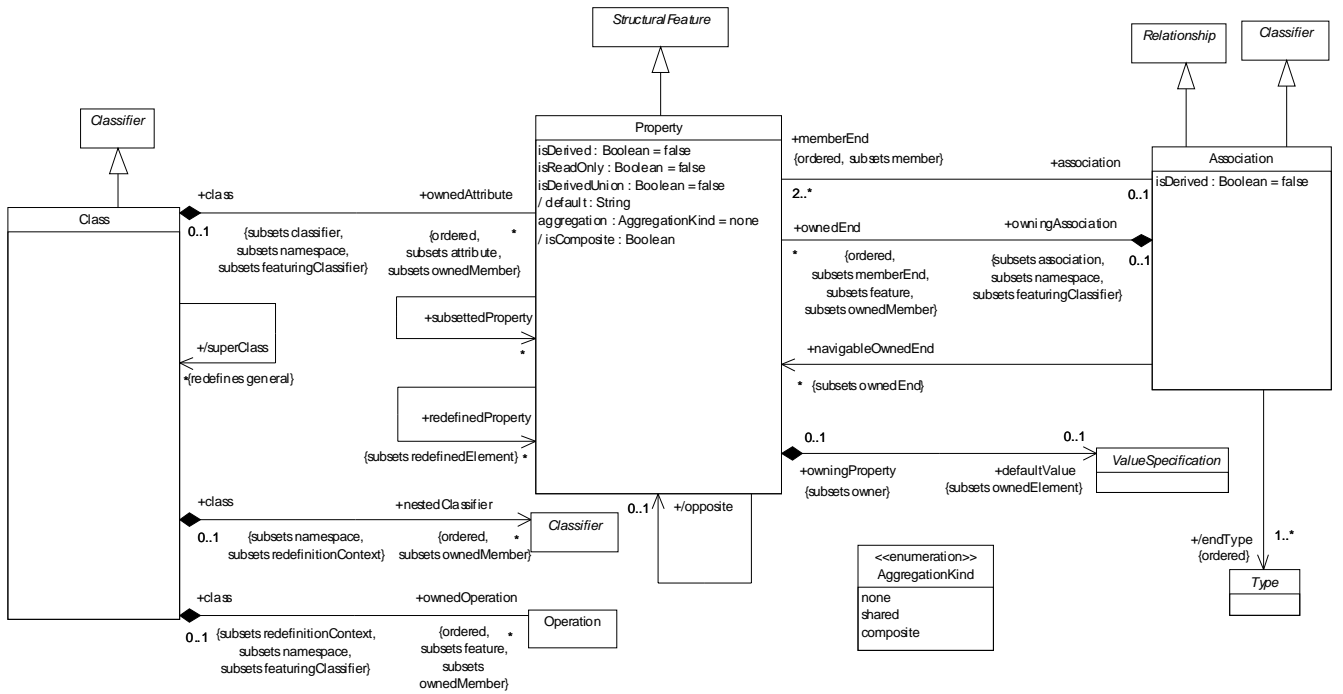 StructuralFeature
Relationship
Classifier
Classifier
Property
isDerived : Boolean = false
isReadOnly : Boolean = false
isDerivedUnion : Boolean = false
/ default : String
aggregation : AggregationKind = none
/ isComposite : Boolean
+memberEnd
{ordered, subsets member}
2..*
+association
0..1
Association
isDerived : Boolean = false
Class
+class
0..1
{subsets classifier,
subsets namespace,
subsets featuringClassifier}
+ownedAttribute
*
{ordered,
subsets attribute,
subsets ownedMember}
+ownedEnd
*
{ordered,
subsets memberEnd,
subsets feature,
subsets ownedMember}
+owningAssociation
0..1
{subsets association,
subsets namespace,
subsets featuringClassifier}
+/superClass
*
{redefines general}
+subsettedProperty
*
+navigableOwnedEnd
*
{subsets ownedEnd}
+redefinedProperty
{subsets redefinedElement}
*
0..1
+owningProperty
{subsets owner}
0..1
+defaultValue
{subsets ownedElement}
ValueSpecification
+class
0..1
{subsets namespace,
subsets redefinitionContext}
+nestedClassifier
*
{ordered,
subsets ownedMember}
Classifier
0..1
+/opposite
<<enumeration>>
AggregationKind
none
shared
composite
+/endType
{ordered}
1..*
Type
+class
0..1
{subsets redefinitionContext,
subsets namespace,
subsets featuringClassifier}
+ownedOperation
*
{ordered,
subsets feature,
subsets
ownedMember}
Operation